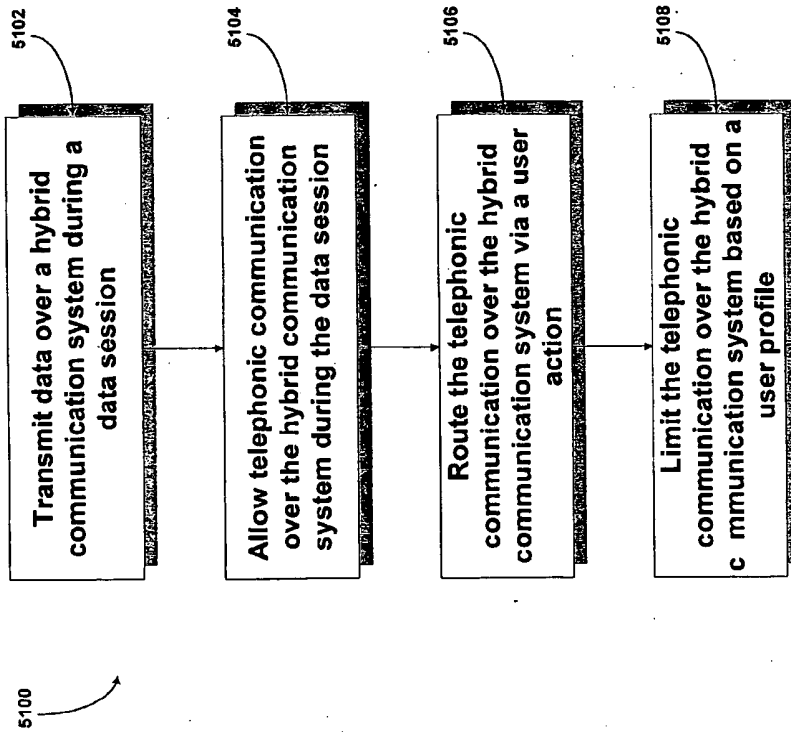 5100
5102
Transmit data over a hybrid
communication system during a
data session
5104
Allow telephonic communication
over the hybrid communication
system during the data session
5106
Route the telephonic
communication over the hybrid
communication system via a user
action
5108
Limit the telephonic
communication over the hybrid
c mmunication system based on a
user profile